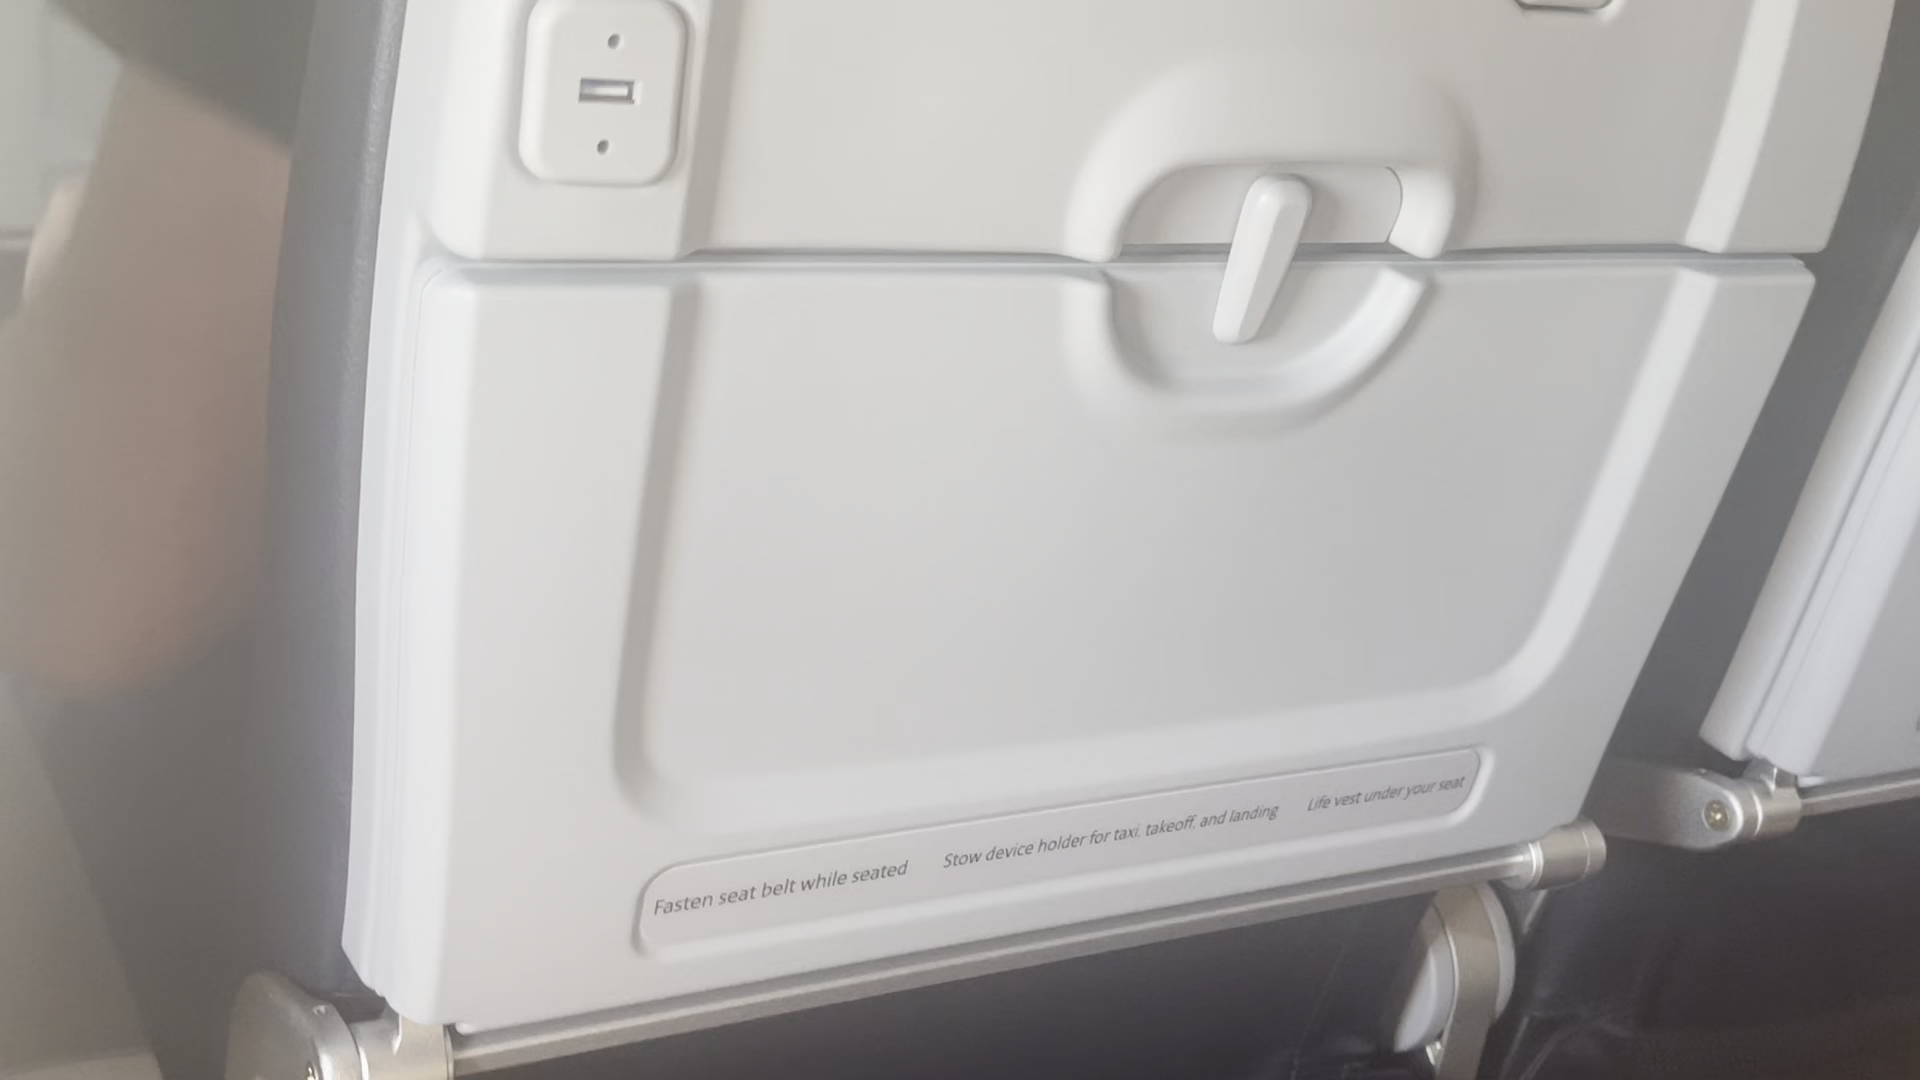 Fasten seat belt while seated
Stow device holder for taxi, takeoff, and landing
Life vest under your seat